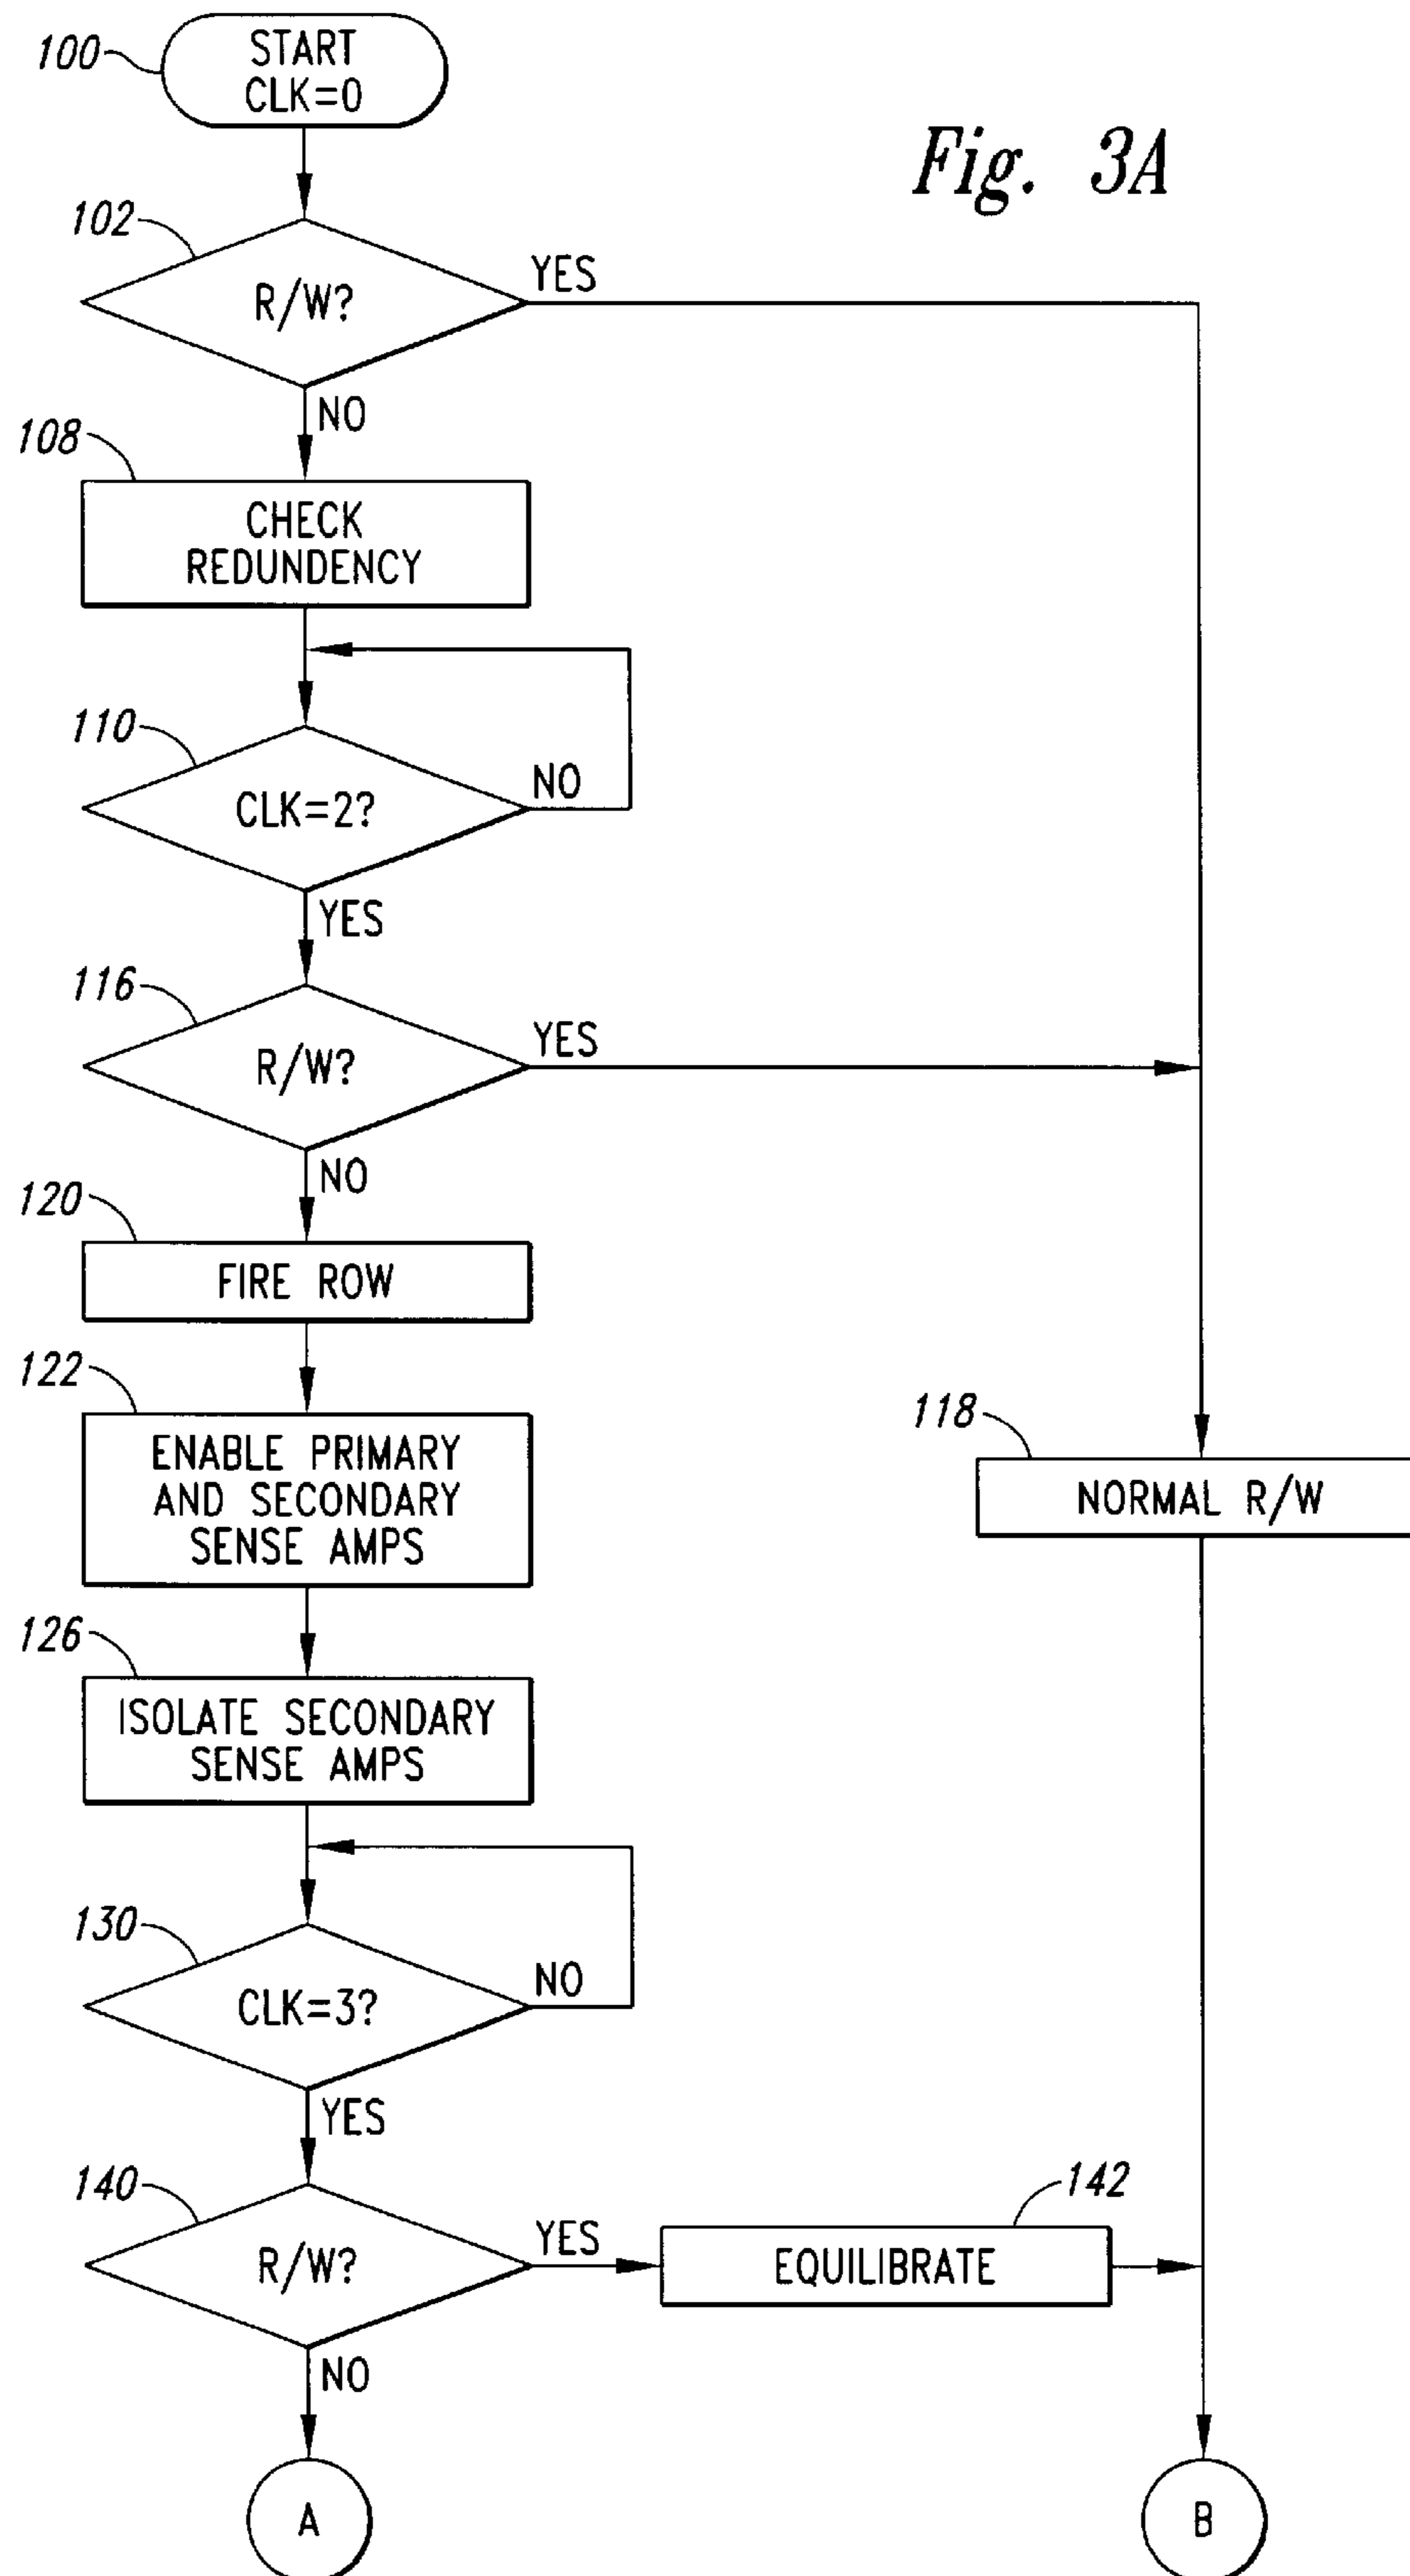 100
START
CLK=0
Fig. 3A
102
R/W?
YES
NO
108
CHECK
REDUNDENCY
110
CLK=2?
NO
YES
116
R/W?
YES
NO
120
FIRE ROW
122
ENABLE PRIMARY
AND SECONDARY
SENSE AMPS
118
NORMAL R/W
126
ISOLATE SECONDARY
SENSE AMPS
130
CLK=3?
NO
YES
140
R/W?
YES
142
EQUILIBRATE
NO
A
B